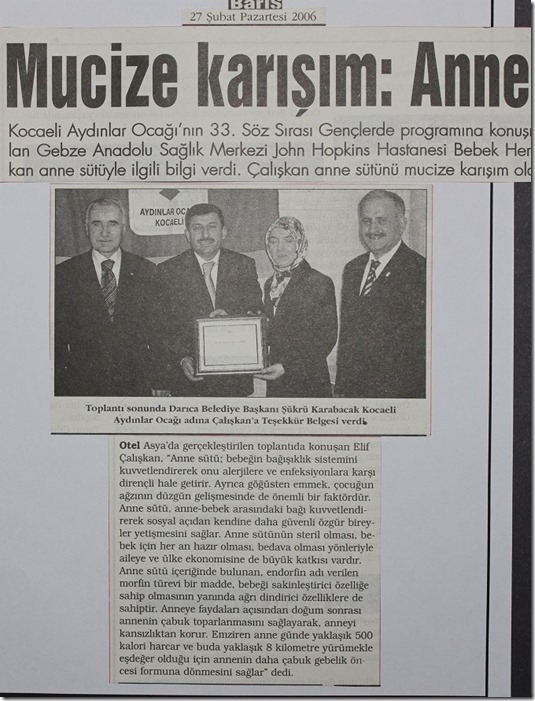 Barış
27 Şubat Pazartesi 2006
Mucize karışım: Anne
Kocaeli Aydınlar Ocağı'nın 33. Söz Sırası Gençlerde programına konuş
lan Gebze Anadolu Sağlık Merkezi John Hopkins Hastanesi Bebek Her
kan anne sütüyle ilgili bilgi verdi. Çalışkan anne sütünü mucize karışım
AYDINLAR OCA
KOCAELİ
Toplantı sonunda Darıca Belediye Başkanı Şükrü Karabacak Kocaeli
Aydınlar Ocağı adına Çalışkan'a Teşekkür Belgesi verdi.
Otel Asya'da gerçekleştirilen toplantıda konuşan Elif
Çalışkan, "Anne sütü; bebeğin bağışıklık sistemini
kuvvetlendirerek onu alerjilere ve enfeksiyonlara karşı
dirençli hale getirir. Ayrıca göğüsten emmek, çocuğun
ağzının düzgün gelişmesinde de önemli bir faktördür.
Anne sütü, anne-bebek arasındaki bağı kuvvetlendi-
rerek sosyal açıdan kendine daha güvenli özgür birey-
ler yetişmesini sağlar. Anne sütünün steril olması, be-
bek için her an hazır olması, bedava olması yönleriyle
aileye ve ülke ekonomisine de büyük katkısı vardır.
Anne sütü içeriğinde bulunan, endorfin adı verilen
morfin türevi bir madde, bebeği sakinleştirici özelliğe
sahip olmasının yanında ağrı dindirici özelliklere de
sahiptir. Anneye faydaları açısından doğum sonrası
annenin çabuk toparlanmasını sağlayarak, anneyi
kansızlıktan korur. Emziren anne günde yaklaşık 500
kalori harcar ve buda yaklaşık 8 kilometre yürümekle
eşdeğer olduğu için annenin daha çabuk gebelik ön-
cesi formuna dönmesini sağlar" dedi.